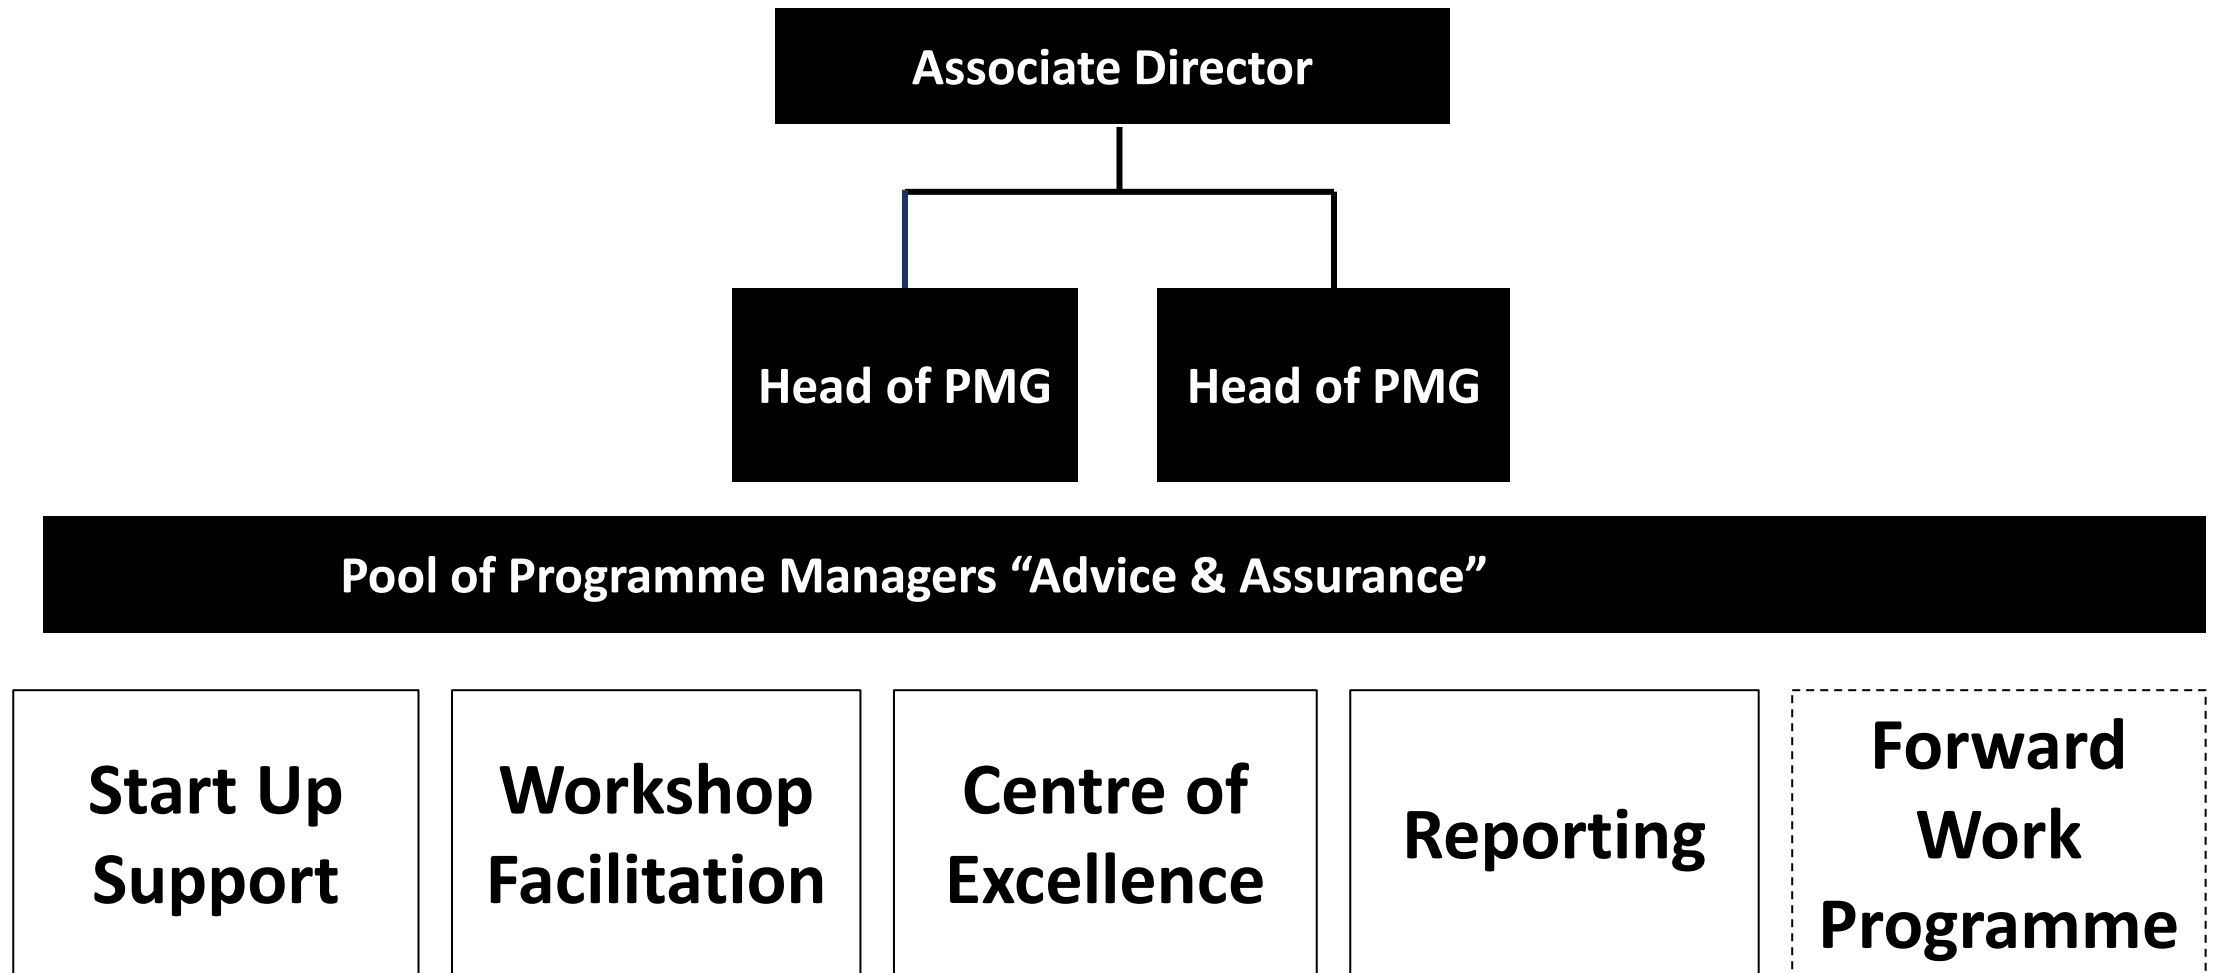 Associate Director
Head of PMG
Head of PMG
Pool of Programme Managers “Advice & Assurance”
Start Up
Support
Workshop
Facilitation
Centre of
Excellence
Reporting
Forward
Work
Programme